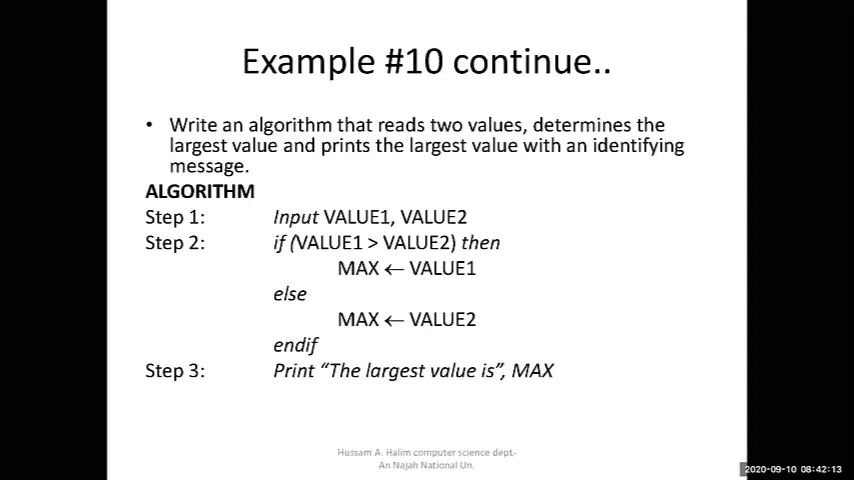 Example #10 continue..
• Write an algorithm that reads two values, determines the
largest value and prints the largest value with an identifying
message.
ALGORITHM
Step 1: Input VALUE1, VALUE2
Step 2: if (VALUE1 > VALUE2) then
MAX ← VALUE1
else
MAX ← VALUE2
endif
Step 3: Print “The largest value is”, MAX
Hussam A. Halim computer science dept-
An Najah National Un.
2020-09-10 08:42:13